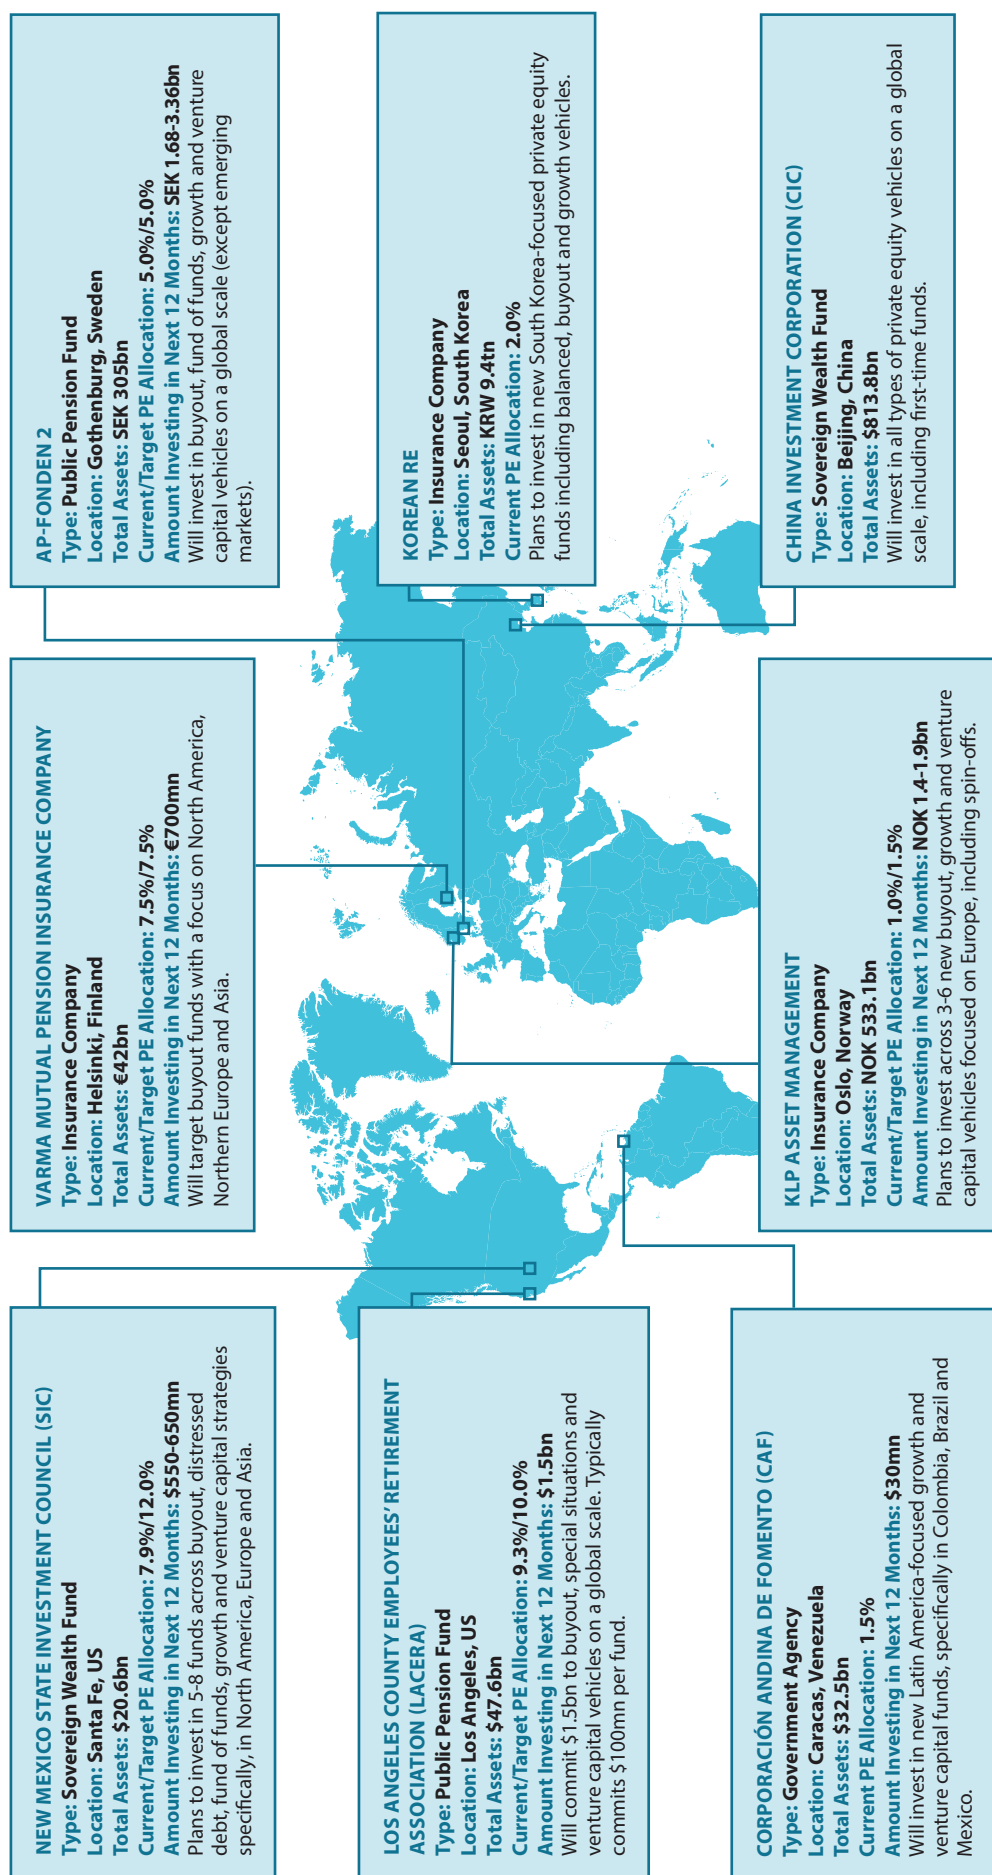 NEW MEXICO STATE INVESTMENT COUNCIL (SIC)
Type: Sovereign Wealth Fund
Location: Santa Fe, US
Total Assets: $20.6bn
Current/Target PE Allocation: 7.9%/12.0%
Amount Investing in Next 12 Months: $550-650mn
Plans to invest in 5-8 funds across buyout, distressed
debt, fund of funds, growth and venture capital strategies
specifically, in North America, Europe and Asia.
VARMA MUTUAL PENSION INSURANCE COMPANY
Type: Insurance Company
Location: Helsinki, Finland
Total Assets: €42bn
Current/Target PE Allocation: 7.5%/7.5%
Amount Investing in Next 12 Months: €700mn
Will target buyout funds with a focus on North America,
Northern Europe and Asia.
AP-FONDEN 2
Type: Public Pension Fund
Location: Gothenburg, Sweden
Total Assets: SEK 305bn
Current/Target PE Allocation: 5.0%/5.0%
Amount Investing in Next 12 Months: SEK 1.68-3.36bn
Will invest in buyout, fund of funds, growth and venture
capital vehicles on a global scale (except emerging
markets).
LOS ANGELES COUNTY EMPLOYEES' RETIREMENT
ASSOCIATION (LACERA)
Type: Public Pension Fund
Location: Los Angeles, US
Total Assets: $47.6bn
Current/Target PE Allocation: 9.3%/10.0%
Amount Investing in Next 12 Months: $1.5bn
Will commit $1.5bn to buyout, special situations and
venture capital vehicles on a global scale. Typically
commits $100mn per fund.
KOREAN RE
Type: Insurance Company
Location: Seoul, South Korea
Total Assets: KRW 9.4tn
Current PE Allocation: 2.0%
Plans to invest in new South Korea-focused private equity
funds including balanced, buyout and growth vehicles.
CORPORACIÓN ANDINA DE FOMENTO (CAF)
Type: Government Agency
Location: Caracas, Venezuela
Total Assets: $32.5bn
Current PE Allocation: 1.5%
Amount Investing in Next 12 Months: $30mn
Will invest in new Latin America-focused growth and
venture capital funds, specifically in Colombia, Brazil and
Mexico.
KLP ASSET MANAGEMENT
Type: Insurance Company
Location: Oslo, Norway
Total Assets: NOK 533.1bn
Current/Target PE Allocation: 1.0%/1.5%
Amount Investing in Next 12 Months: NOK 1.4-1.9bn
Plans to invest across 3-6 new buyout, growth and venture
capital vehicles focused on Europe, including spin-offs.
CHINA INVESTMENT CORPORATION (CIC)
Type: Sovereign Wealth Fund
Location: Beijing, China
Total Assets: $813.8bn
Will invest in all types of private equity vehicles on a global
scale, including first-time funds.